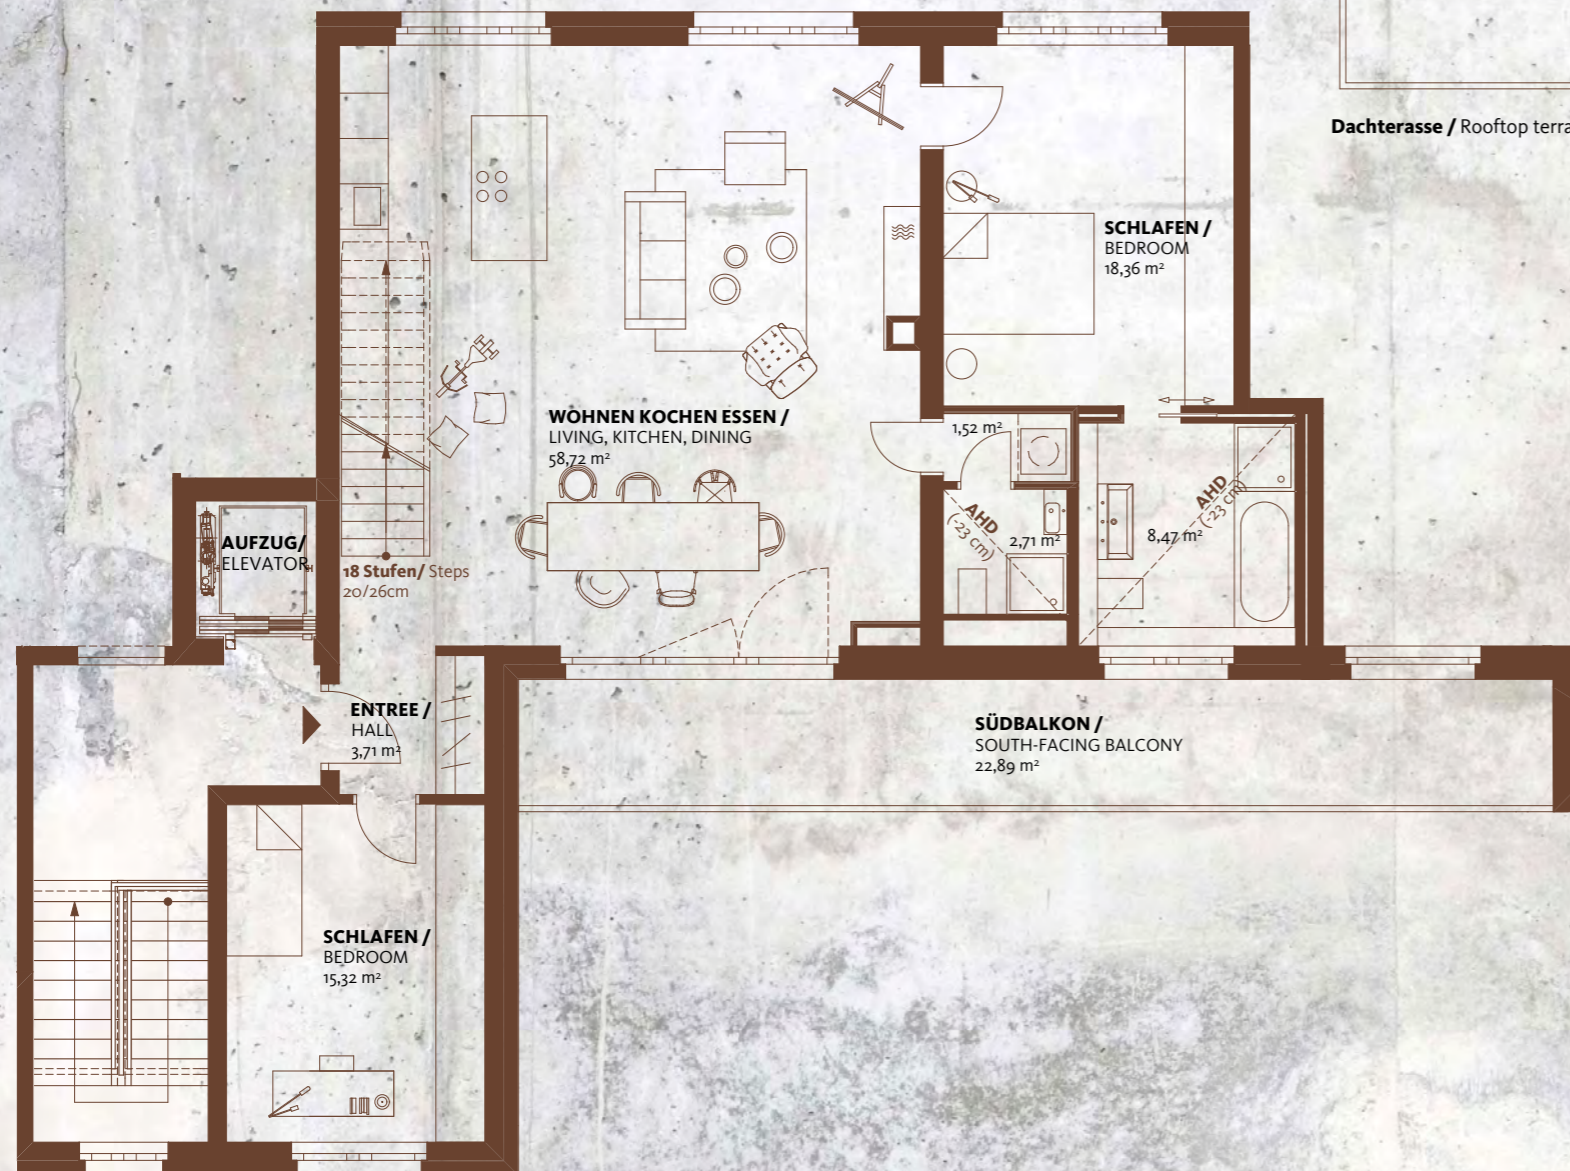 Dachterasse / Rooftop terra
SCHLAFEN /
BEDROOM
18,36 m²
WOHNEN KOCHEN ESSEN /
LIVING, KITCHEN, DINING
58,72 m²
1,52 m²
AHD
(-23 cm)
2,71 m²
AHD
(-23 cm)
8,47 m²
AUFZUG/
ELEVATOR
18 Stufen/ Steps
20/26cm
ENTREE /
HALL
3,71 m²
SÜDBALKON /
SOUTH-FACING BALCONY
22,89 m²
SCHLAFEN /
BEDROOM
15,32 m²